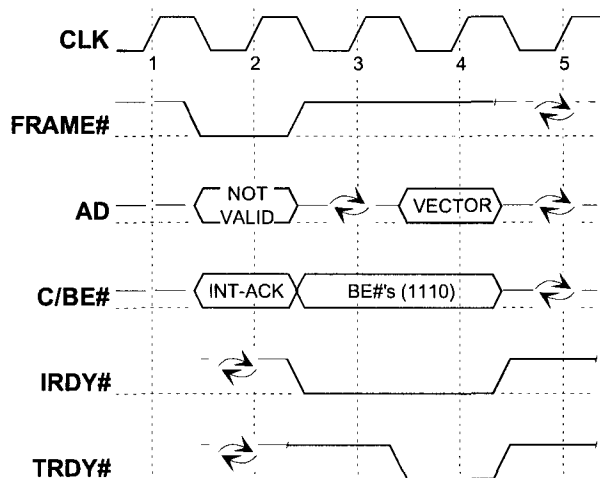 CLK
1 2 3 4 5
FRAME#
AD
NOT
VALID
VECTOR
C/BE#
INT-ACK
BE#'s (1110)
IRDY#
TRDY#